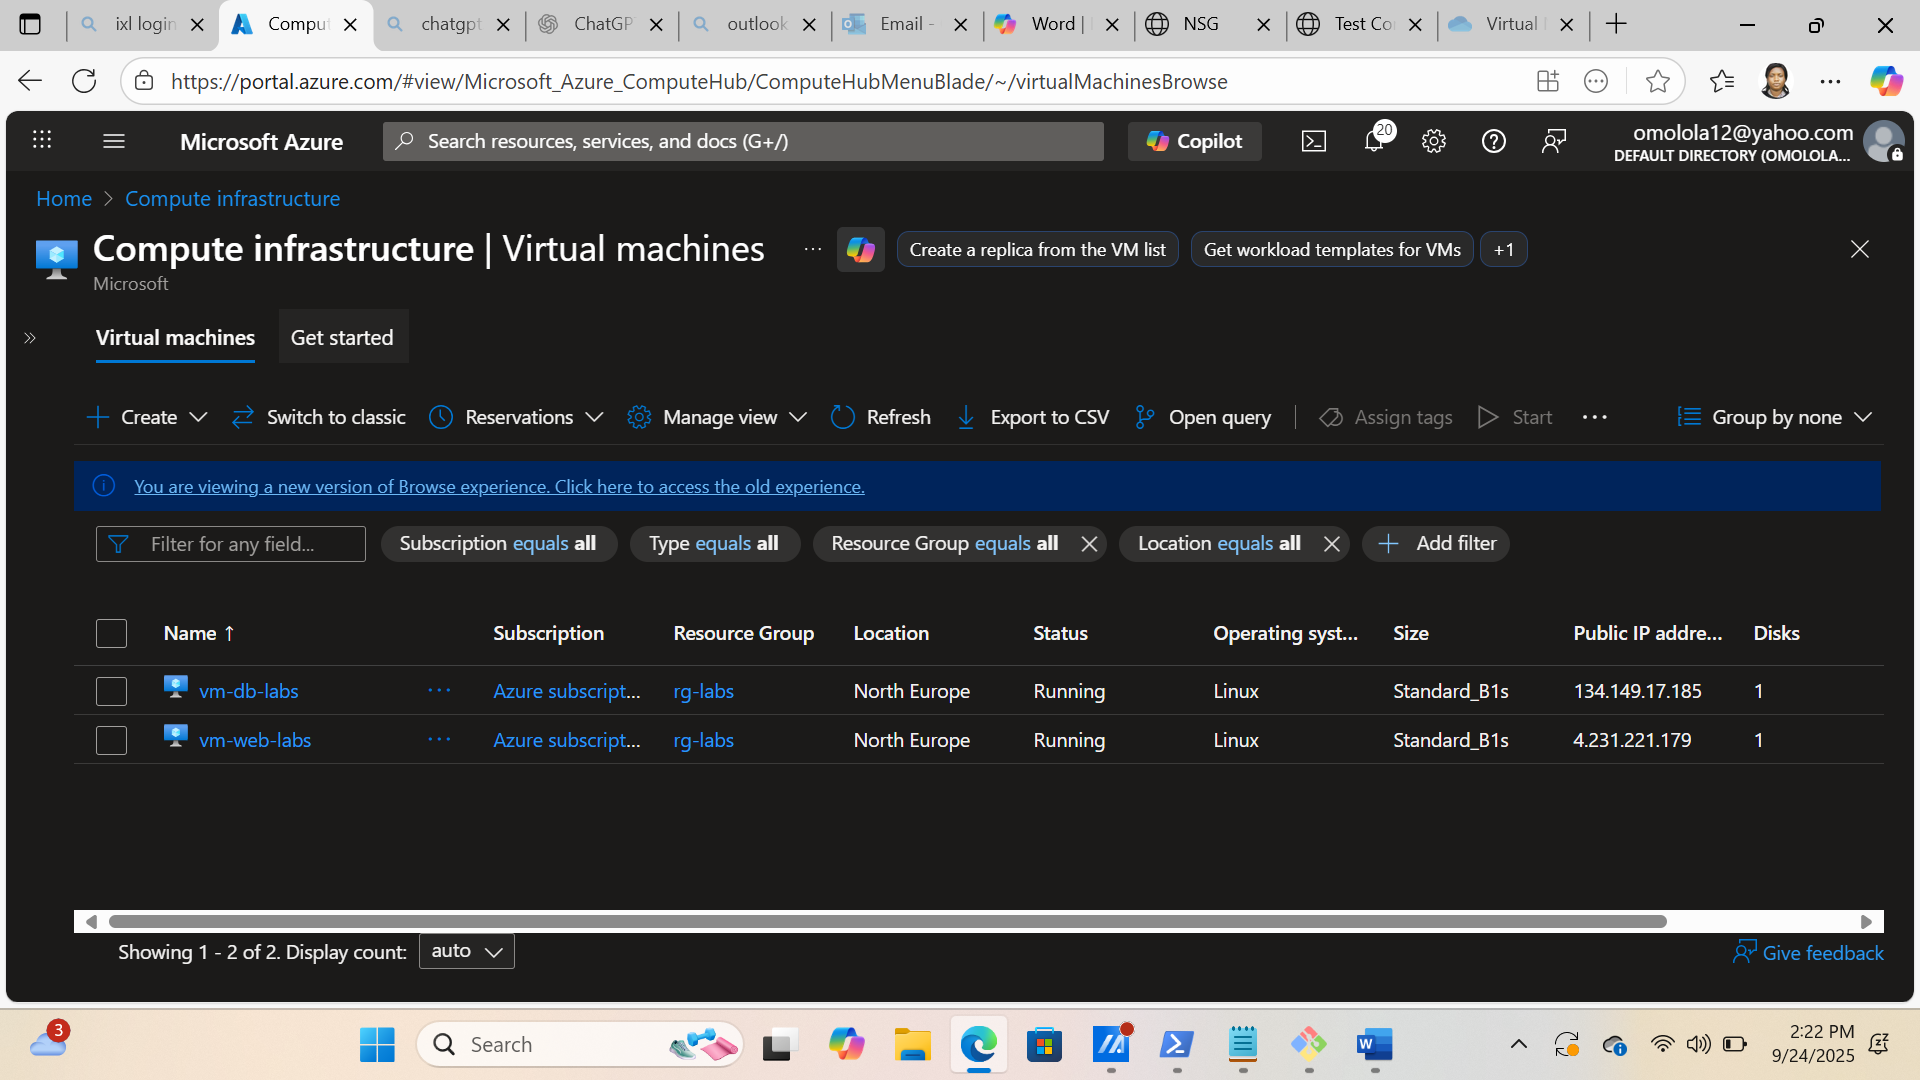 ixl login
Comput
chatgpt
ChatGP
outlook
Email -
Word |
NSG
Test Co
Virtual
https://portal.azure.com/#view/Microsoft_Azure_ComputeHub/ComputeHubMenuBlade/~/virtualMachinesBrowse
Microsoft Azure
Search resources, services, and docs (G+/)
Copilot
20
omolola12@yahoo.com
DEFAULT DIRECTORY (OMOLOLA...
Home > Compute infrastructure
Compute infrastructure | Virtual machines
Create a replica from the VM list
Get workload templates for VMs
+1
Microsoft
Virtual machines
Get started
Create
Switch to classic
Reservations
Manage view
Refresh
Export to CSV
Open query
Assign tags
Start
Group by none
You are viewing a new version of Browse experience. Click here to access the old experience.
Filter for any field...
Subscription equals all
Type equals all
Resource Group equals all
Location equals all
Add filter
Name ↑ Subscription Resource Group Location Status Operating syst... Size Public IP addre... Disks
vm-db-labs Azure subscript... rg-labs North Europe Running Linux Standard_B1s 134.149.17.185 1
vm-web-labs Azure subscript... rg-labs North Europe Running Linux Standard_B1s 4.231.221.179 1
Showing 1 - 2 of 2. Display count: auto
Give feedback
3
Search
2:22 PM
9/24/2025